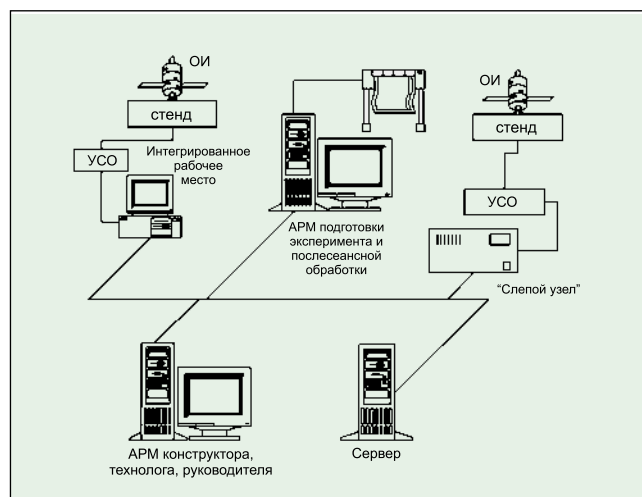 ОИ
стенд
УСО
Интегрированное
рабочее
место
АРМ подготовки
эксперимента и
послесеансной
обработки
ОИ
стенд
УСО
“Слепой узел”
АРМ конструктора,
технолога, руководителя
Сервер